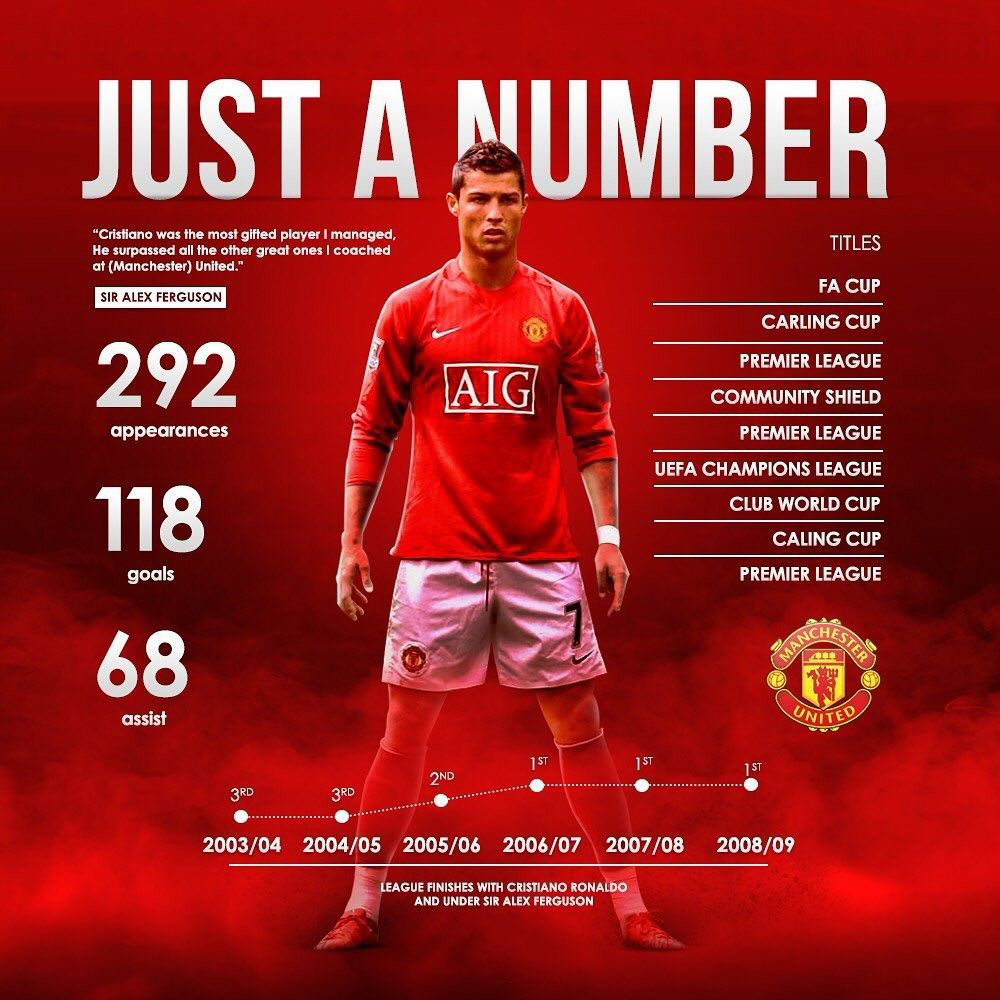 JUST A NUMBER
“Cristiano was the most gifted player I managed,
He surpassed all the other great ones I coached
at (Manchester) United.”
SIR ALEX FERGUSON
292
appearances
118
goals
68
assist
TITLES
FA CUP
CARLING CUP
PREMIER LEAGUE
COMMUNITY SHIELD
PREMIER LEAGUE
UEFA CHAMPIONS LEAGUE
CLUB WORLD CUP
CALING CUP
PREMIER LEAGUE
AIG
7
MANCHESTER
UNITED
3RD 3RD 2ND 1ST 1ST 1ST
2003/04 2004/05 2005/06 2006/07 2007/08 2008/09
LEAGUE FINISHES WITH CRISTIANO RONALDO
AND UNDER SIR ALEX FERGUSON